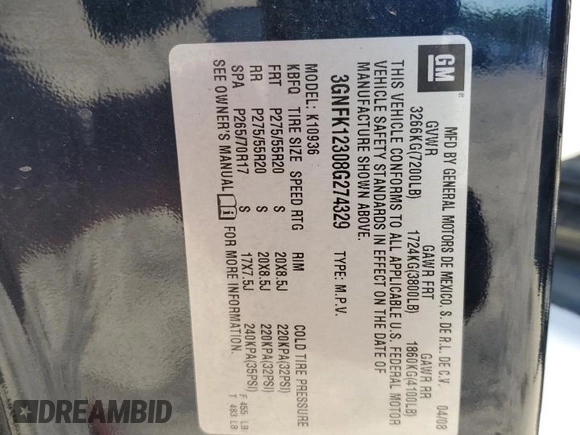 GM
MFD BY GENERAL MOTORS DE MEXICO, S. DE R.L. DE C.V. 04/08
GVWR GAWR FRT GAWR RR
3266KG(7200LB) 1724KG(3800LB) 1860KG(4100LB)
THIS VEHICLE CONFORMS TO ALL APPLICABLE U.S. FEDERAL MOTOR
VEHICLE SAFETY STANDARDS IN EFFECT ON THE DATE OF
MANUFACTURE SHOWN ABOVE.
3GNFK12308G274329 TYPE: M.P.V.
MODEL: K10936
KBFQ TIRE SIZE SPEED RTG RIM COLD TIRE PRESSURE
FRT P275/55R20 S 20X8.5J 220KPA(32PSI)
RR P275/55R20 S 20X8.5J 220KPA(32PSI)
SPA P265/70R17 S 17X7.5J 240KPA(35PSI)
SEE OWNER'S MANUAL FOR MORE INFORMATION.
F 455 LB
T 483 LB
DREAMBID